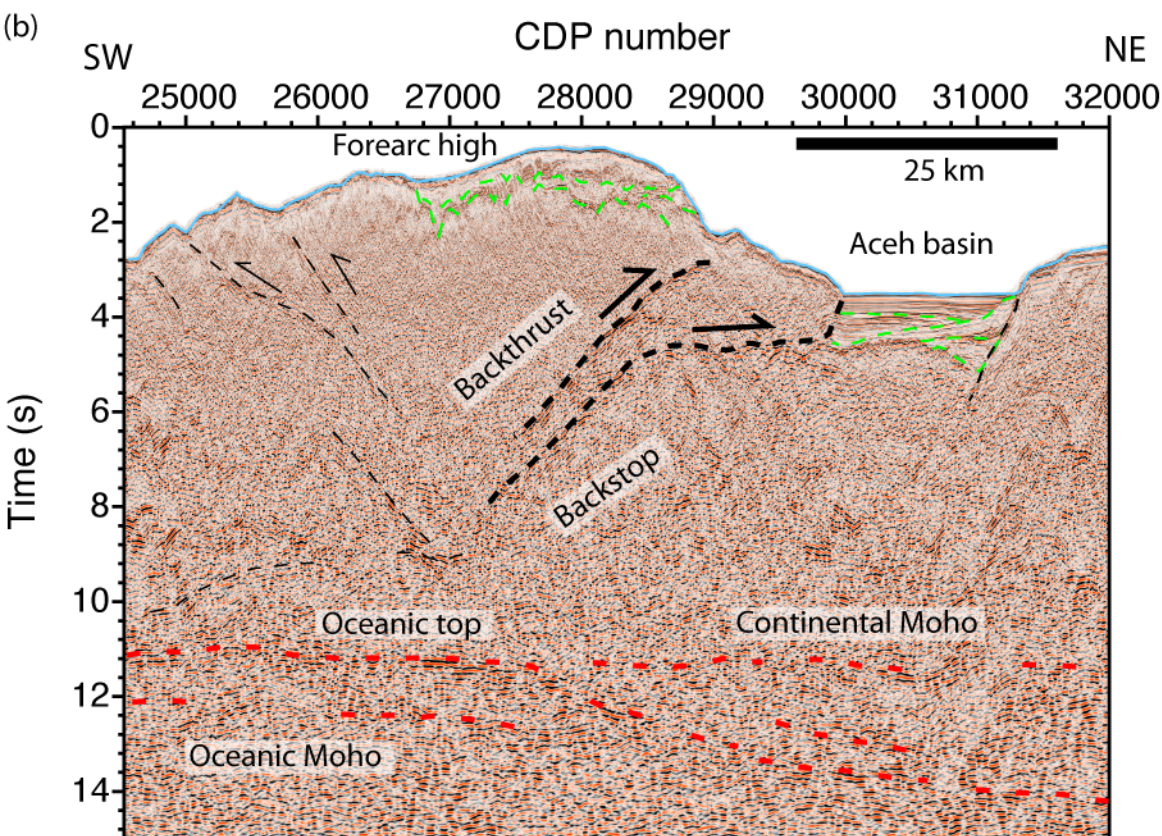 (b)
CDP number
SW
NE
25000 26000 27000 28000 29000 30000 31000 32000
0
Forearc high
25 km
2
Aceh basin
4
Backthrust
6
Time (s)
Backstop
8
10
Oceanic top
Continental Moho
12
Oceanic Moho
14